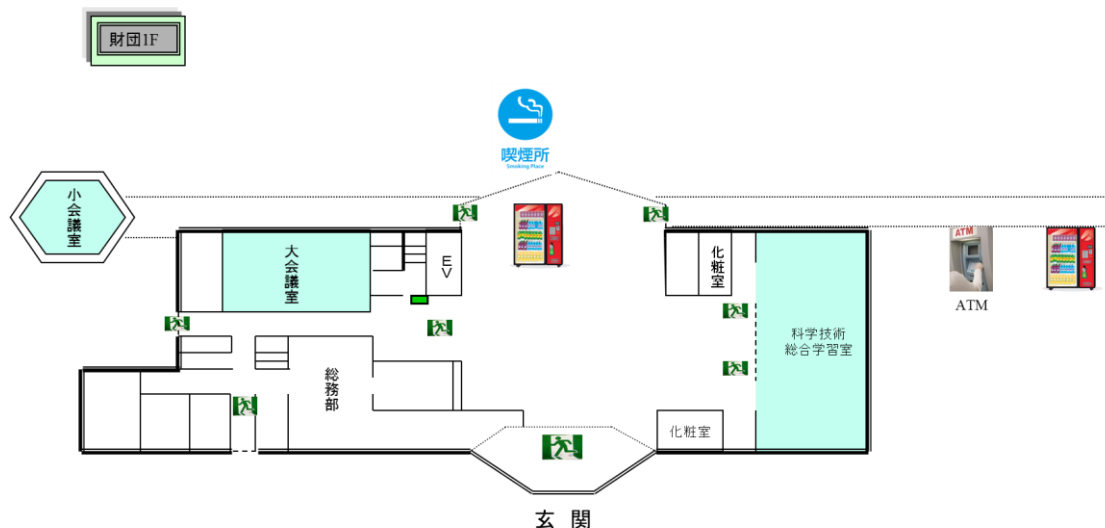 財団1F
喫煙所
Smoking Place
小会議室
大会議室
EV
化粧室
ATM
ATM
科学技術
総合学習室
総務部
化粧室
玄 関